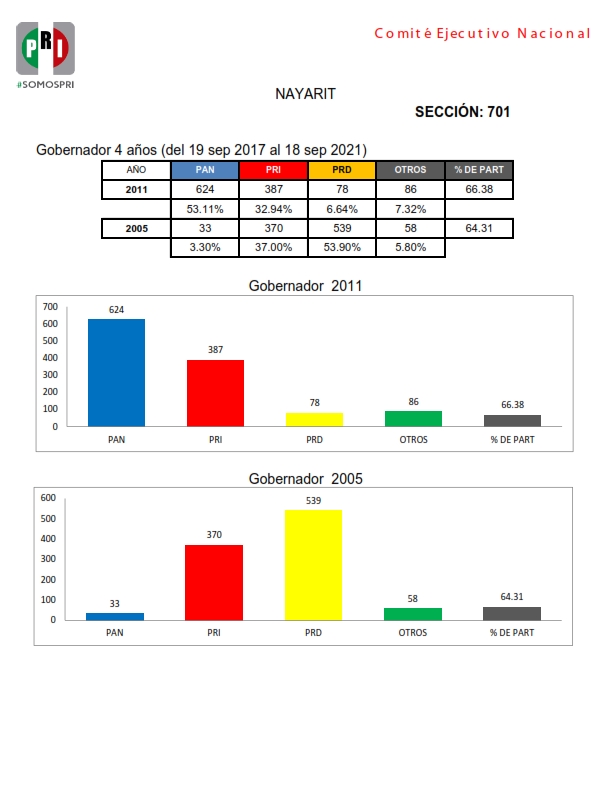 Comité Ejecutivo Nacional
PRI
#SOMOSPRI
NAYARIT
SECCIÓN: 701
Gobernador 4 años (del 19 sep 2017 al 18 sep 2021)
AÑO PAN PRI PRD OTROS % DE PART
2011 624 387 78 86 66.38
53.11% 32.94% 6.64% 7.32%
2005 33 370 539 58 64.31
3.30% 37.00% 53.90% 5.80%
Gobernador 2011
700
600
500
400
300
200
100
0
624 387 78 86 66.38
PAN PRI PRD OTROS % DE PART
Gobernador 2005
600
500
400
300
200
100
0
33 370 539 58 64.31
PAN PRI PRD OTROS % DE PART